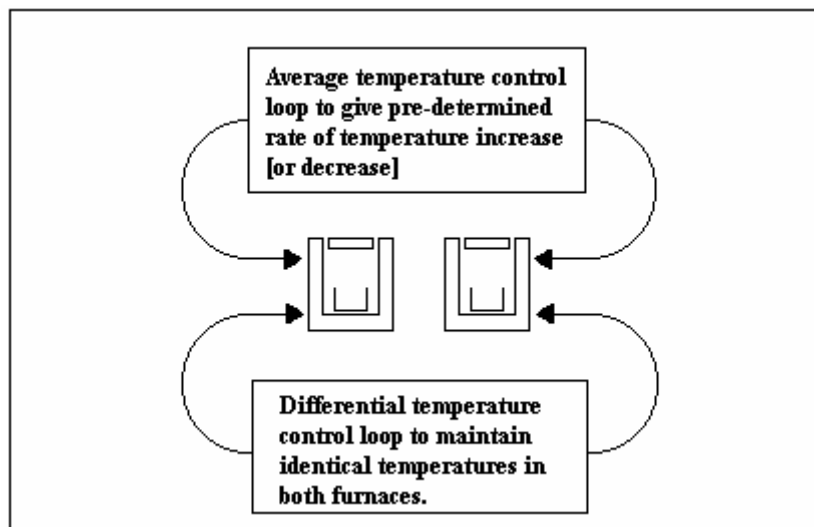 Average temperature control
loop to give pre-determined
rate of temperature increase
[or decrease]
Differential temperature
control loop to maintain
identical temperatures in
both furnaces.